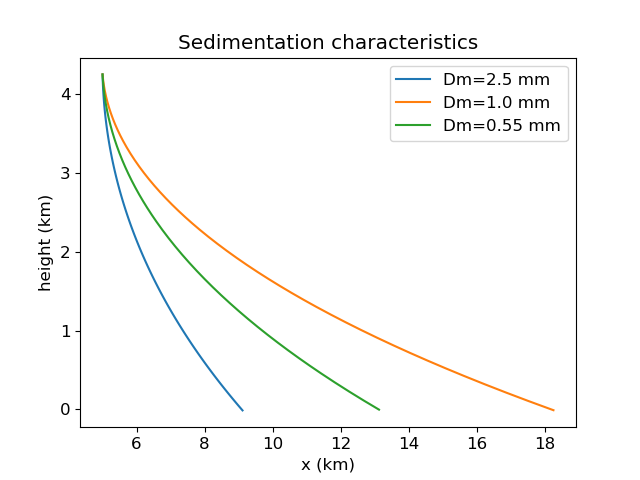 Sedimentation characteristics
Dm=2.5 mm
Dm=1.0 mm
Dm=0.55 mm
height (km)
4
3
2
1
0
6 8 10 12 14 16 18
x (km)